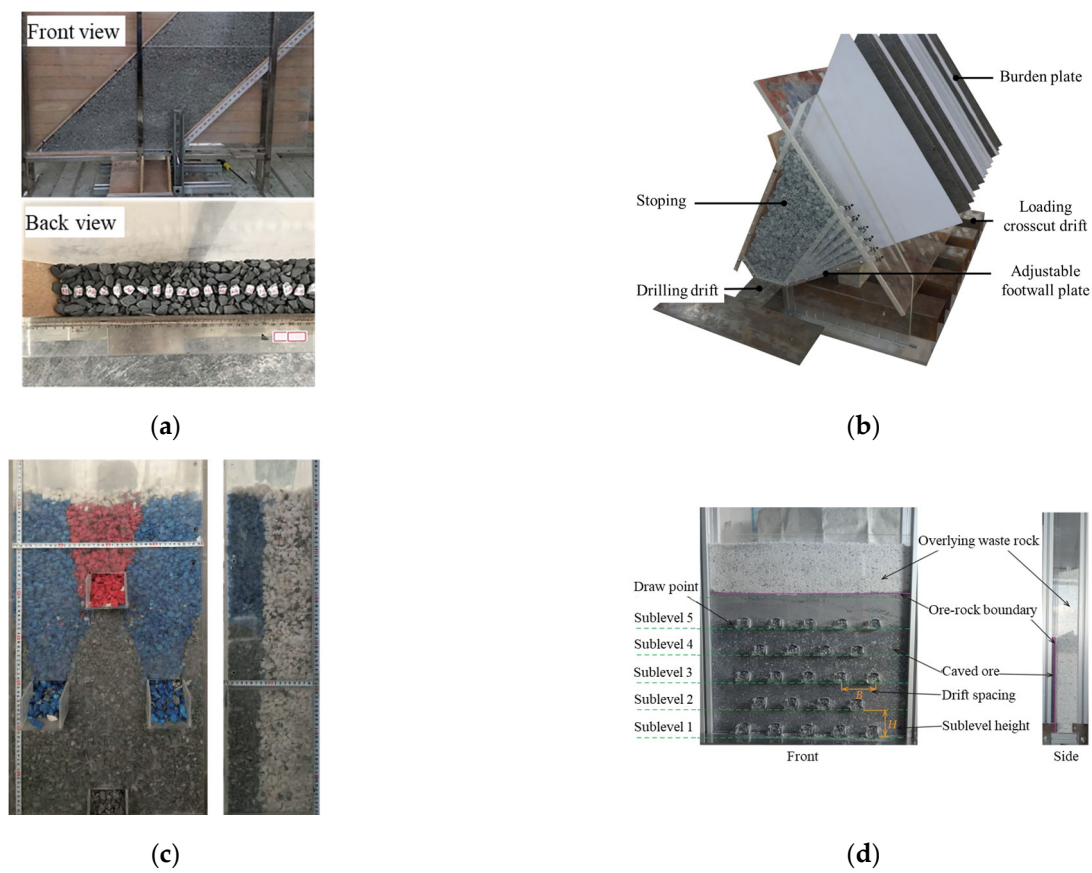 Front view
Back view
(a)
Burden plate
Stoping
Loading
crosscut drift
Adjustable
footwall plate
Drilling drift
(b)
(c)
Overlying waste rock
Draw point
Ore-rock boundary
Sublevel 5
Sublevel 4
Sublevel 3
Caved ore
Drift spacing
B
Sublevel 2
H
Sublevel 1
Sublevel height
Front
Side
(d)